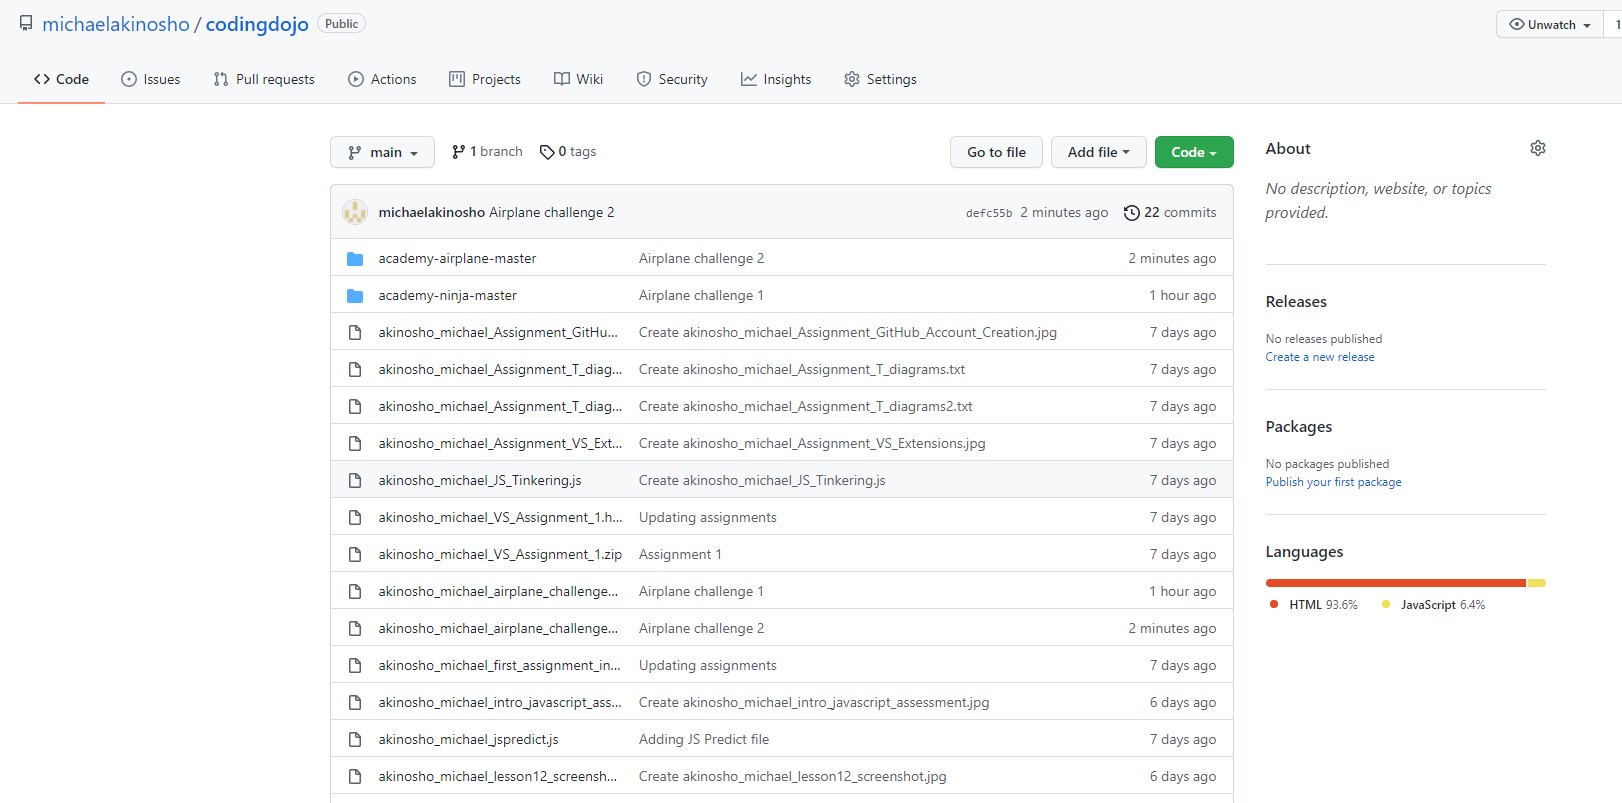 michaelakinosho / codingdojo Public
Unwatch 1
Code Issues Pull requests Actions Projects Wiki Security Insights Settings
main 1 branch 0 tags Go to file Add file Code
michaelakinosho Airplane challenge 2 defc55b 2 minutes ago 22 commits
academy-airplane-master Airplane challenge 2 2 minutes ago
academy-ninja-master Airplane challenge 1 1 hour ago
akinosho_michael_Assignment_GitHu... Create akinosho_michael_Assignment_GitHub_Account_Creation.jpg 7 days ago
akinosho_michael_Assignment_T_diag... Create akinosho_michael_Assignment_T_diagrams.txt 7 days ago
akinosho_michael_Assignment_T_diag... Create akinosho_michael_Assignment_T_diagrams2.txt 7 days ago
akinosho_michael_Assignment_VS_Ext... Create akinosho_michael_Assignment_VS_Extensions.jpg 7 days ago
akinosho_michael_JS_Tinkering.js Create akinosho_michael_JS_Tinkering.js 7 days ago
akinosho_michael_VS_Assignment_1.h... Updating assignments 7 days ago
akinosho_michael_VS_Assignment_1.zip Assignment 1 7 days ago
akinosho_michael_airplane_challenge... Airplane challenge 1 1 hour ago
akinosho_michael_airplane_challenge... Airplane challenge 2 2 minutes ago
akinosho_michael_first_assignment_in... Updating assignments 7 days ago
akinosho_michael_intro_javascript_ass... Create akinosho_michael_intro_javascript_assessment.jpg 6 days ago
akinosho_michael_jspredict.js Adding JS Predict file 7 days ago
akinosho_michael_lesson12_screensh... Create akinosho_michael_lesson12_screenshot.jpg 6 days ago
About
No description, website, or topics
provided.
Releases
No releases published
Create a new release
Packages
No packages published
Publish your first package
Languages
HTML 93.6% JavaScript 6.4%